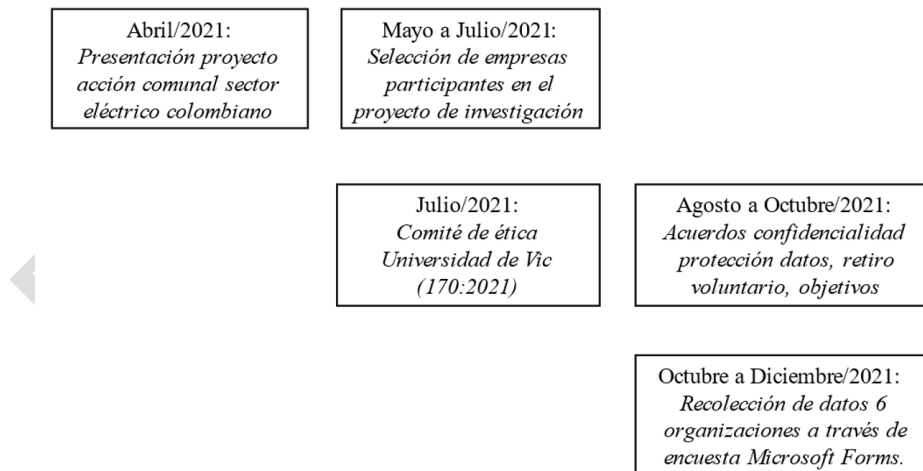 Abril/2021:
Presentación proyecto
acción comunal sector
eléctrico colombiano
Mayo a Julio/2021:
Selección de empresas
participantes en el
proyecto de investigación
Julio/2021:
Comité de ética
Universidad de Vic
(170:2021)
Agosto a Octubre/2021:
Acuerdos confidencialidad
protección datos, retiro
voluntario, objetivos
Octubre a Diciembre/2021:
Recolección de datos 6
organizaciones a través de
encuesta Microsoft Forms.